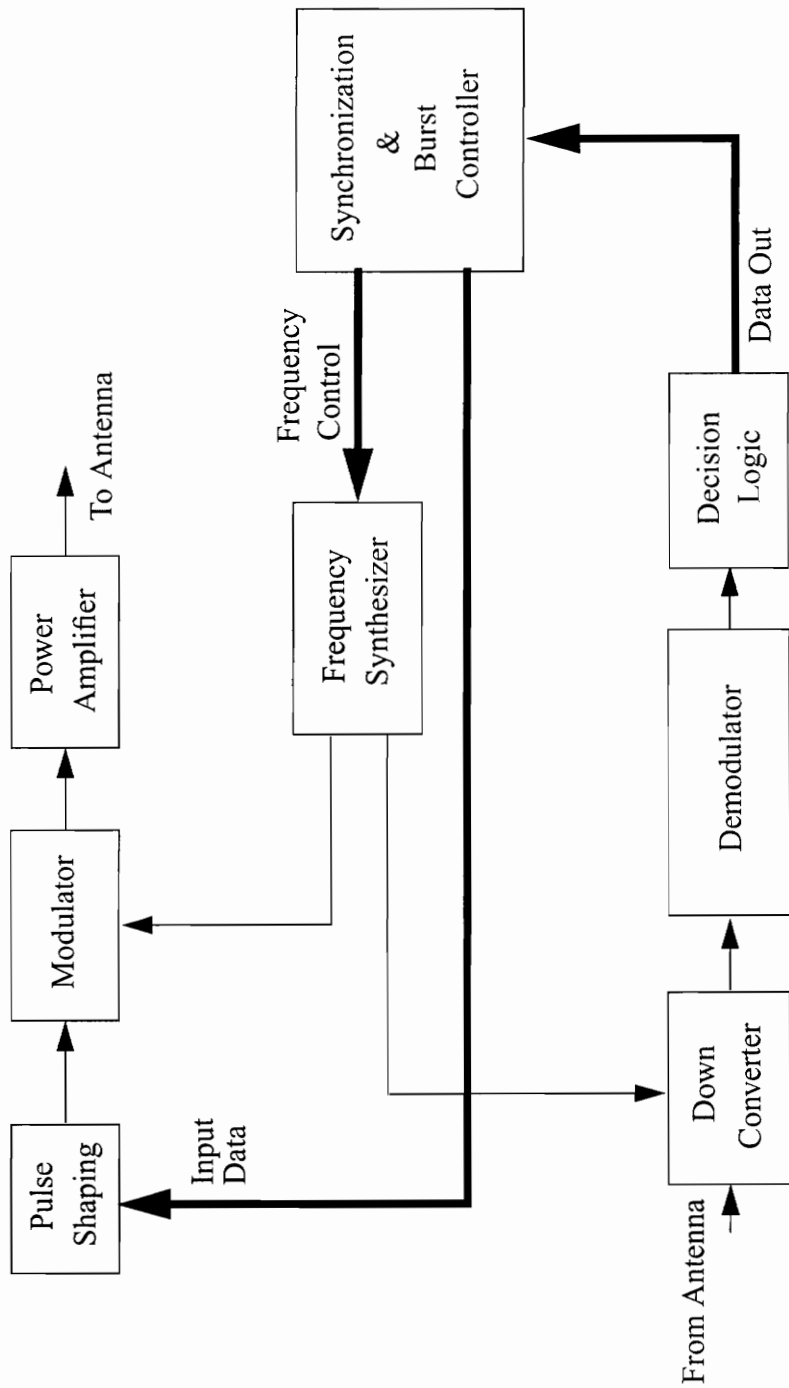 Pulse
Shaping
Modulator
Power
Amplifier
To Antenna
Input
Data
Frequency
Synthesizer
Frequency
Control
Synchronization
&
Burst
Controller
From Antenna
Down
Converter
Demodulator
Decision
Logic
Data Out